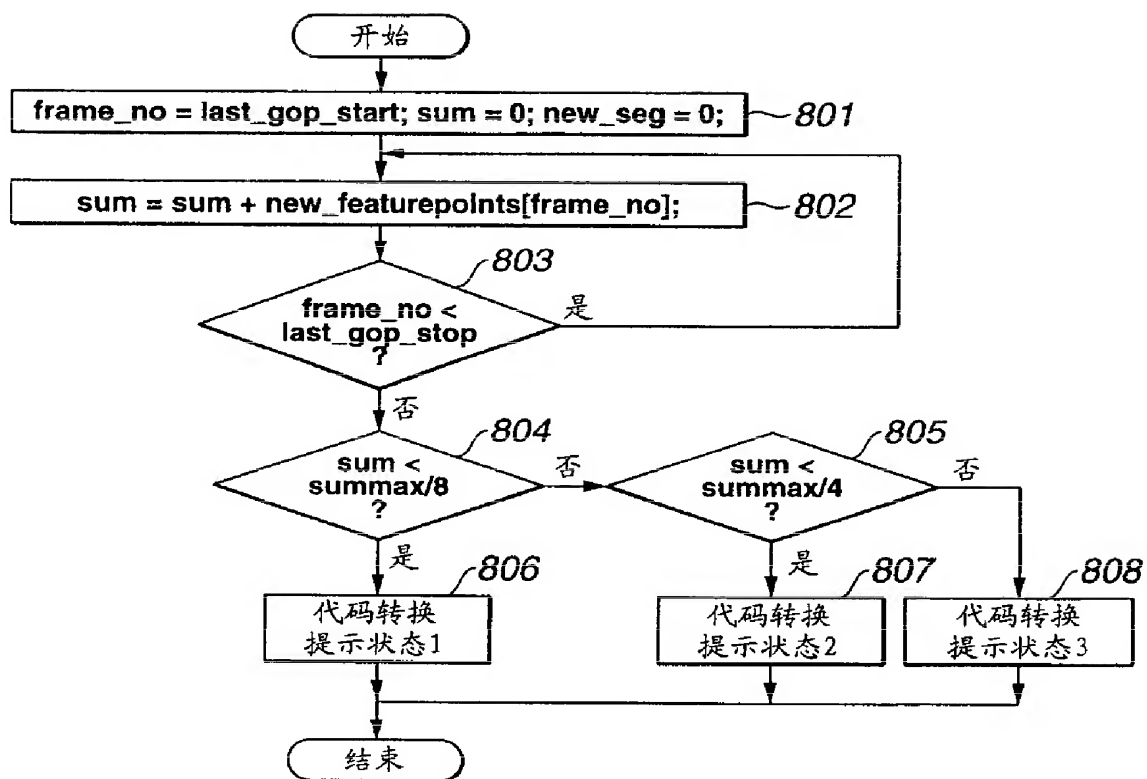 开始
frame_no = last_gop_start; sum = 0; new_seg = 0;
801
sum = sum + new_featurepoints[frame_no];
802
803
frame_no <
last_gop_stop
?
是
否
804
sum <
summax/8
?
否
805
sum <
summax/4
?
否
是
806
代码转换
提示状态1
是
807
代码转换
提示状态2
808
代码转换
提示状态3
结束